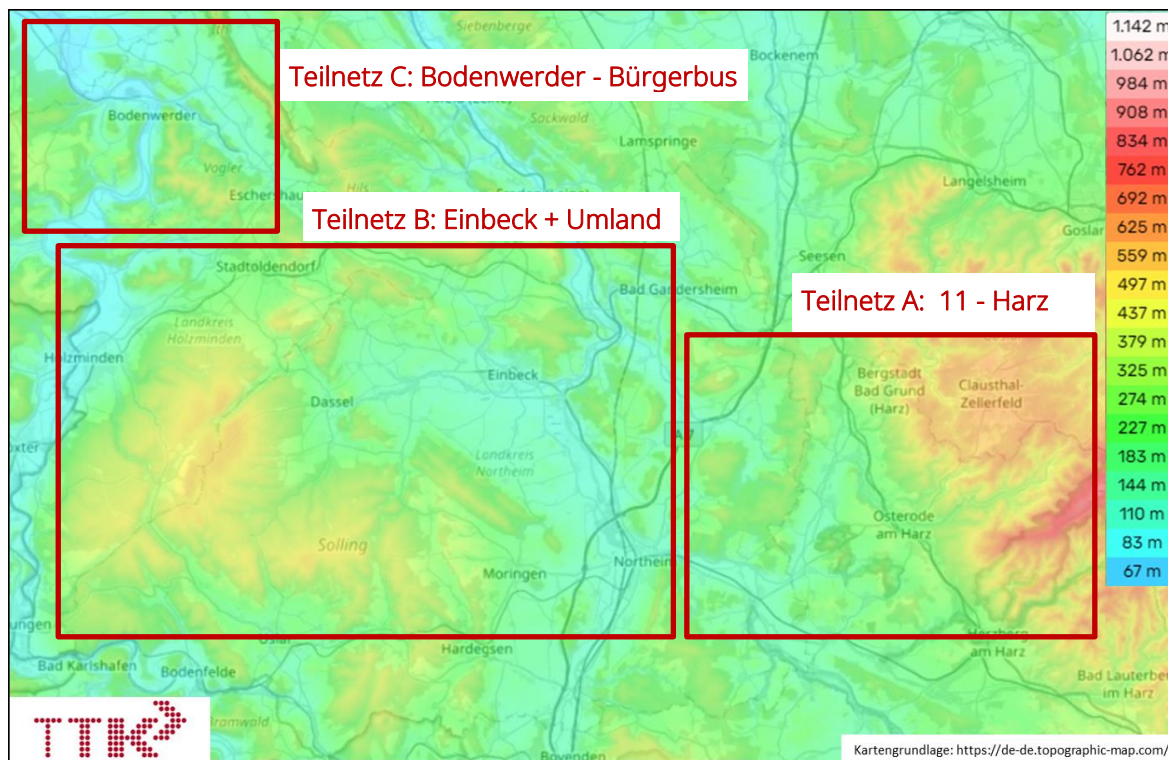 Siebenberge
Ith
1.142 m
Bockenem
1.062 m
Teilnetz C: Bodenwerder - Bürgerbus
984 m
Bodenwerder
908 m
Sackwald
Lamspringe
834 m
Vogler
762 m
Langelsheim
Hils
692 m
Teilnetz B: Einbeck + Umland
625 m
Goslar
Seesen
559 m
Stadtoldendorf
Bad Gandersheim
497 m
Teilnetz A: 11 - Harz
437 m
Landkreis
Holzminden
379 m
Holzminden
Einbeck
Bergstadt
Bad Grund
(Harz)
Clausthal-
Zellerfeld
325 m
274 m
Dassel
227 m
Landkreis
Northeim
183 m
144 m
110 m
Osterode
am Harz
83 m
Solling
Northeim
67 m
Moringen
Hardegsen
Herzberg
am Harz
Bad Karlshafen
Bodenfelde
im Harz
TTK
Kartengrundlage: https://de-de.topographic-map.com/